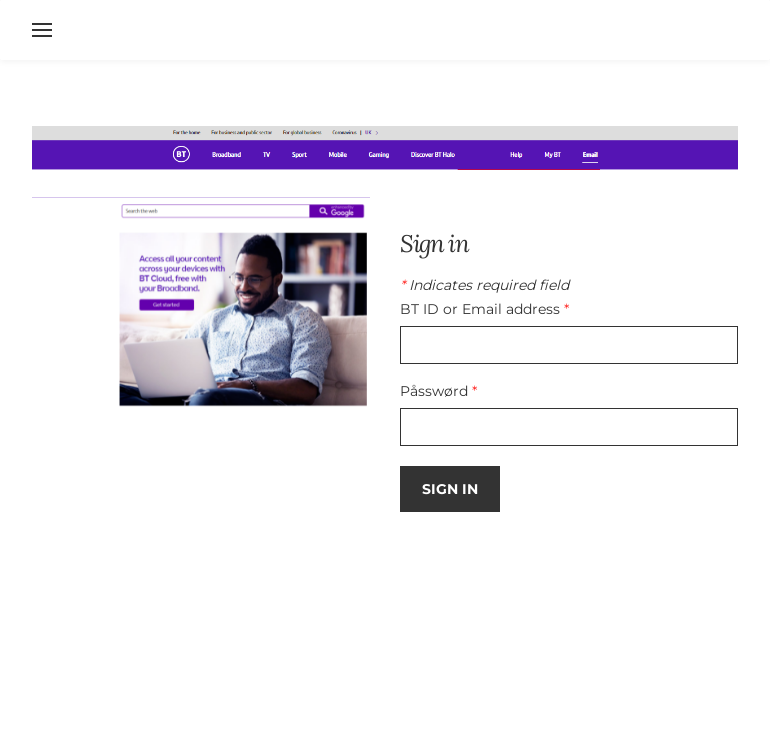 For the home For business and public sector For global business Coronavirus | UK >
BT Broadband TV Sport Mobile Gaming Discover BT Halo Help My BT Email
Search the web Google
Sign in
Access all your content
across your devices with
BT Cloud, free with
your Broadband.
Get started
* Indicates required field
BT ID or Email address *
Påsswørd *
SIGN IN